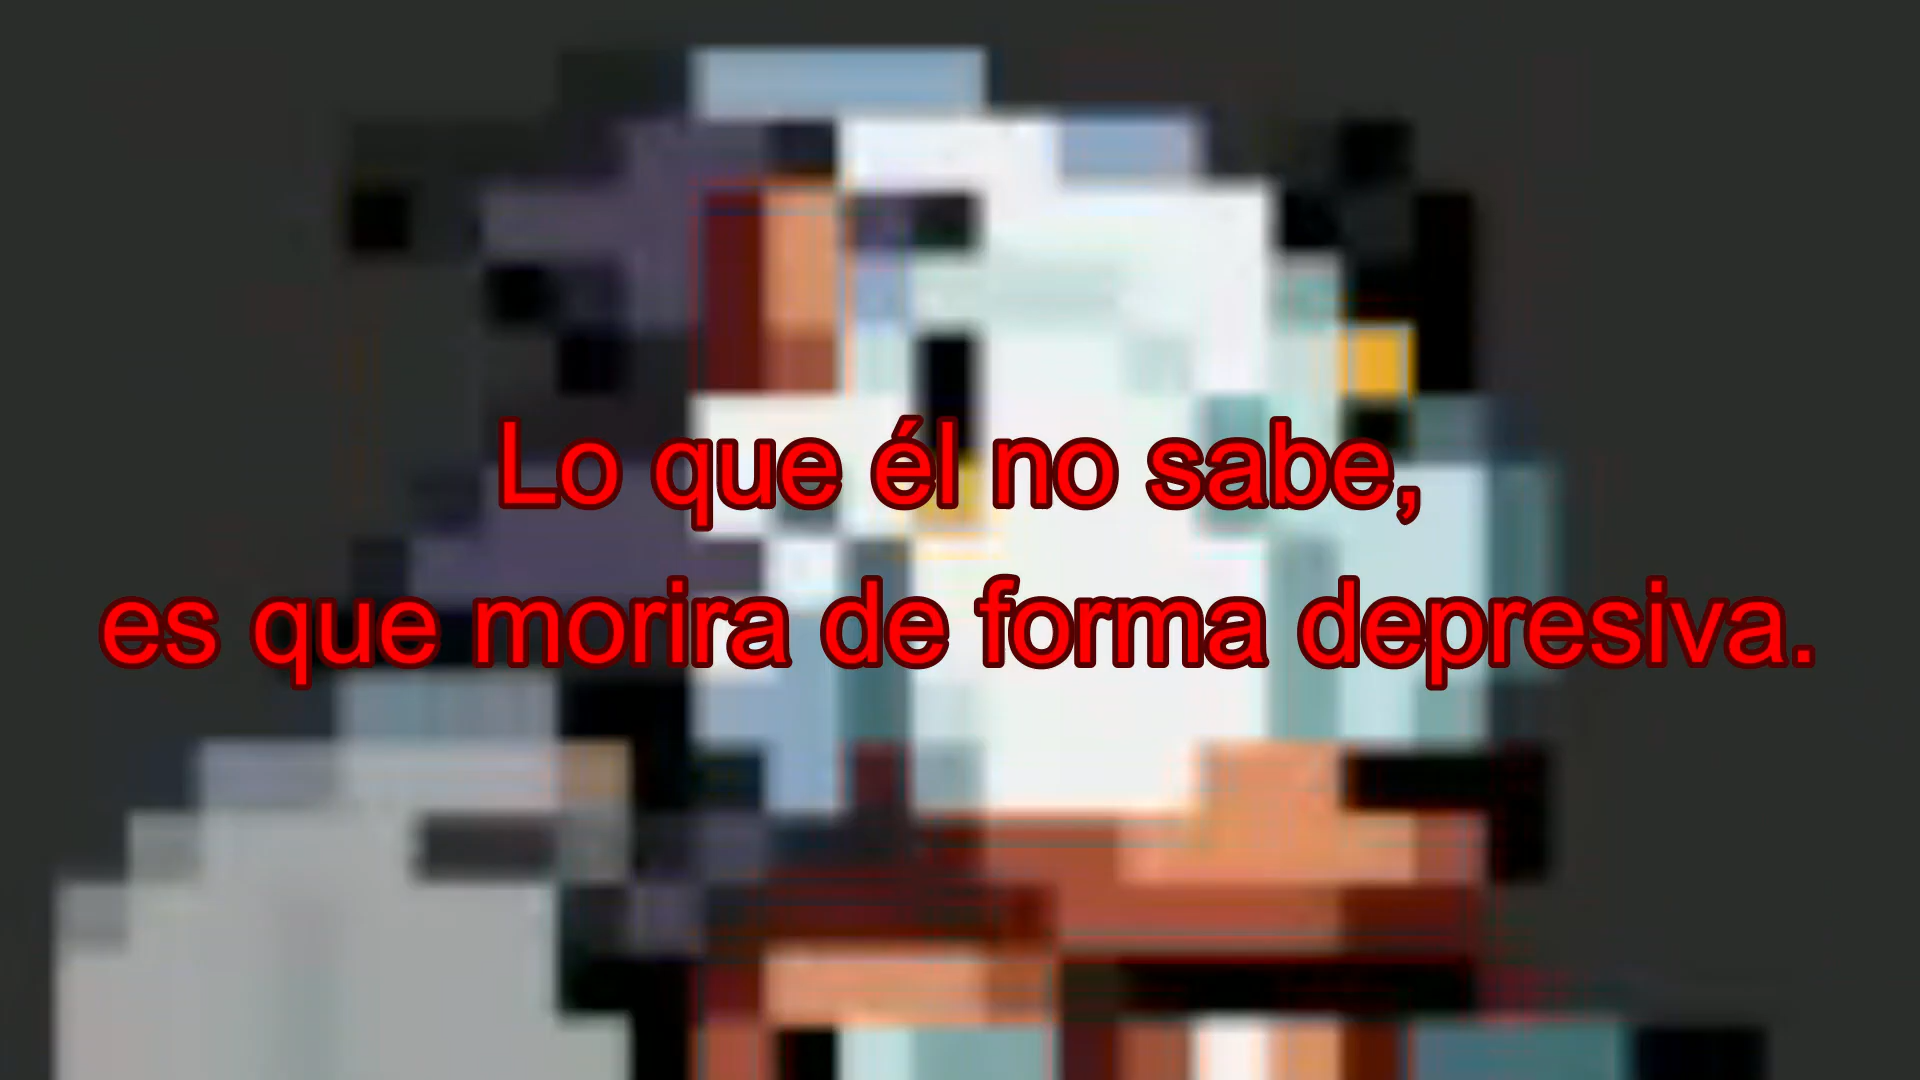 Lo que él no sabe,
es que morira de forma depresiva.